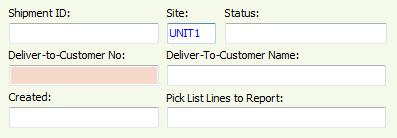 Shipment ID: Site: Status:
UNIT1
Deliver-to-Customer No: Deliver-To-Customer Name:
Created: Pick List Lines to Report: